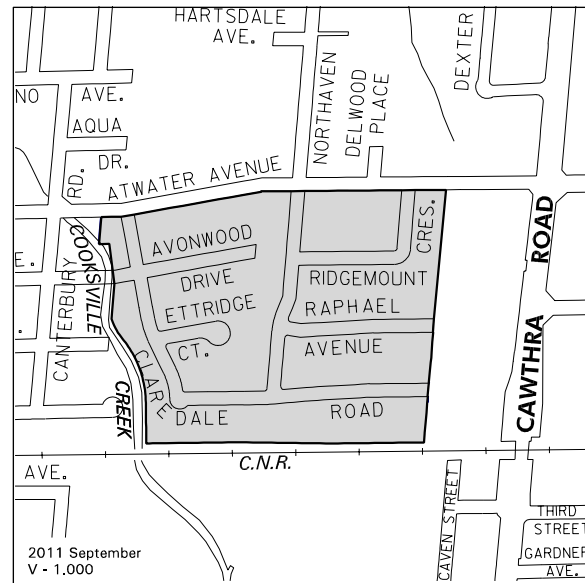 HARTSDALE
AVE.
DEXTER
NO AVE.
AQUA
DR.
RD.
CANTERBURY
NORTHAVEN
DELWOOD
PLACE
ATWATER AVENUE
COOKSVILLE
CREEK
AVONWOOD
DRIVE
ETTRIDGE
CT.
CRES.
RIDGEMOUNT
RAPHAEL
AVENUE
CLARE
DALE ROAD
E.
CAWTHRA ROAD
C.N.R.
AVE.
CAVEN STREET
THIRD
STREET
GARDNER
AVE.
2011 September
V - 1.000